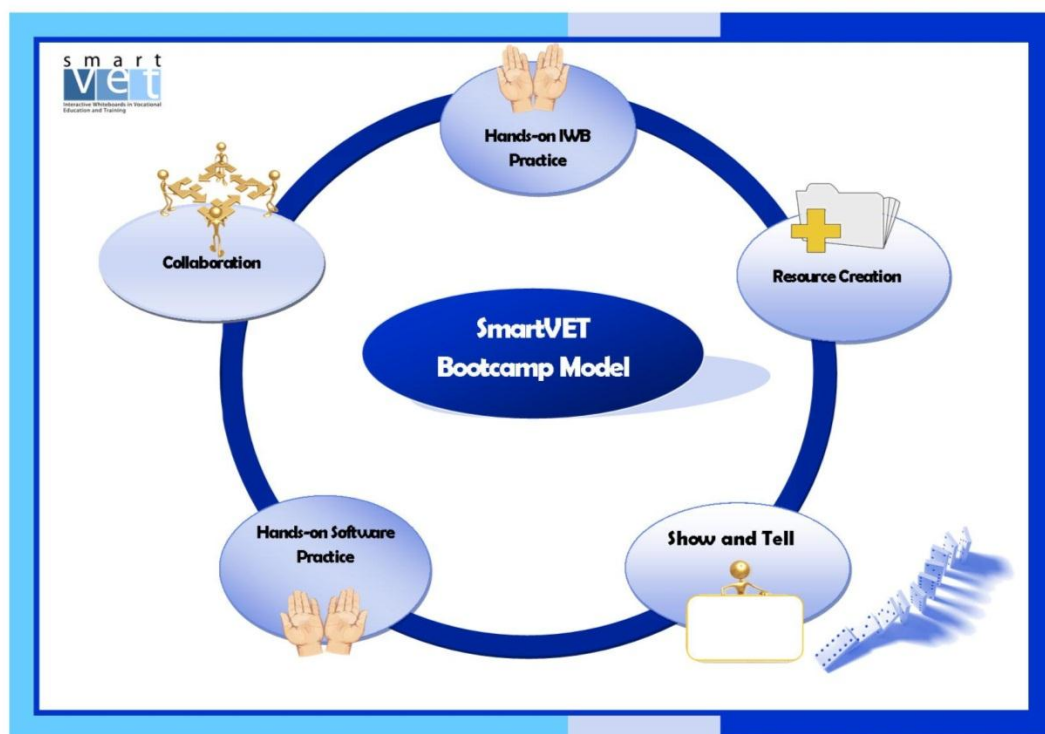 smart
vet
Interactive Whiteboards in Vocational
Education and Training
Hands-on IWB
Practice
Collaboration
Resource Creation
SmartVET
Bootcamp Model
Hands-on Software
Practice
Show and Tell